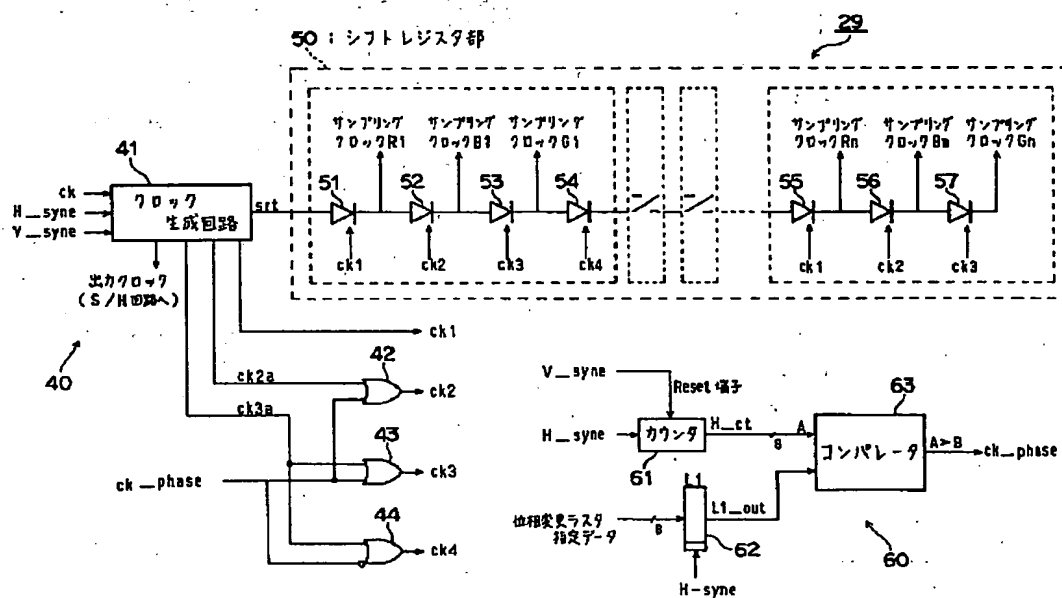 50：シフトレジスタ部
29
サンプリング
クロックR1
サンプリング
クロックB1
サンプリング
クロックG1
サンプリング
クロックRn
サンプリング
クロックBn
サンプリング
クロックGn
41
51
52
53
54
55
56
57
ck
H_sync
V_sync
クロック
生成回路
srt
ck1
ck2
ck3
ck4
ck1
ck2
ck3
出力クロック
(S/H回路へ)
ck1
40
42
ck2a
ck2
ck3a
43
ck3
ck_phase
44
ck4
V_sync
Reset 端子
63
H_sync
カウンタ
H_ct
8
A
コンパレータ
A>B
ck_phase
61
L1
L1_out
位相変更ラスタ
指定データ
8
62
60
H-sync